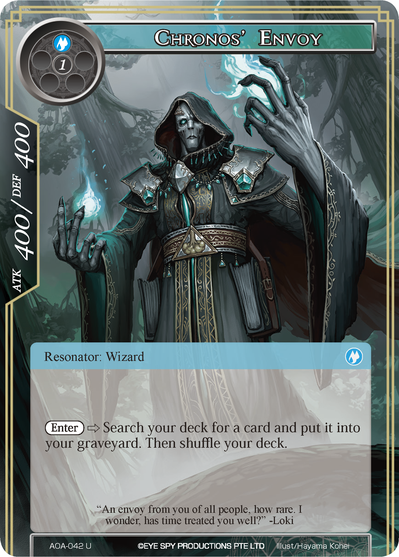 Chronos' Envoy
1
ATK 400 / DEF 400
Resonator: Wizard
Enter ⇨ Search your deck for a card and put it into
your graveyard. Then shuffle your deck.
"An envoy from you of all people, how rare. I
wonder, has time treated you well?" -Loki
AOA-042 U
©EYE SPY PRODUCTIONS PTE LTD
Illust/Hayama Kohei